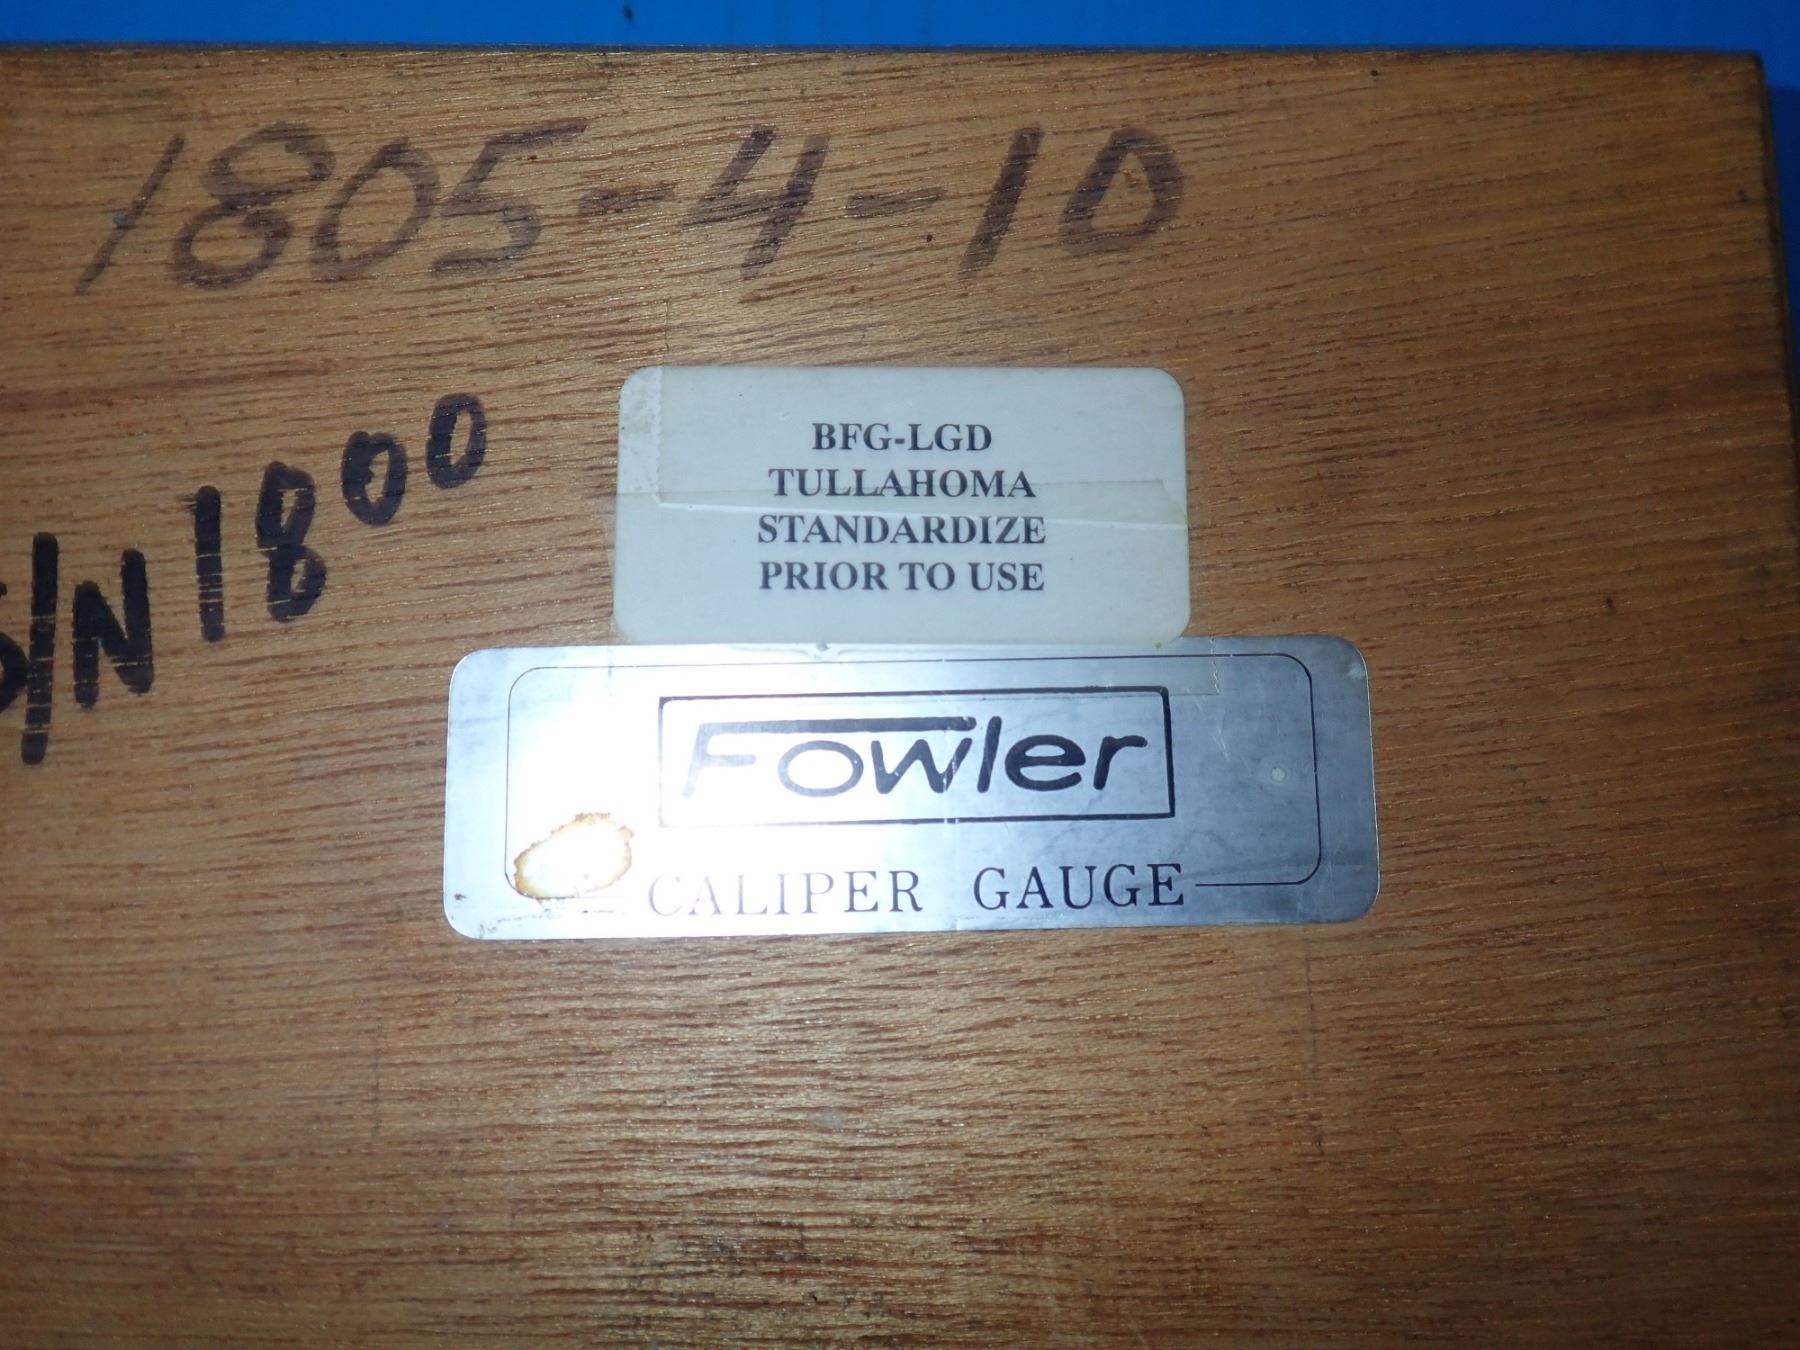 1805-4-10
S/N 1800
BFG-LGD
TULLAHOMA
STANDARDIZE
PRIOR TO USE
Fowler
CALIPER GAUGE